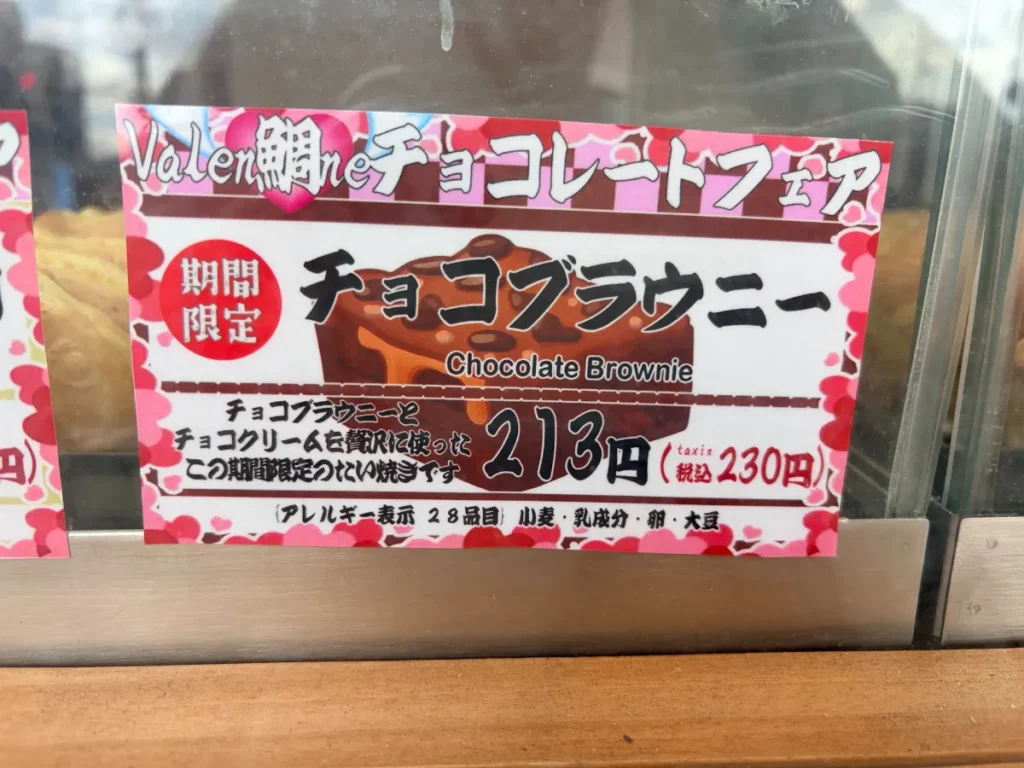 Valen鯛neチョコレートフェア
期間
限定
チョコブラウニー
Chocolate Brownie
チョコブラウニーと
チョコクリームを贅沢に使った
この期間限定のたい焼きです
213円
(taxin 税込 230円)
[アレルギー表示 28品目] 小麦・乳成分・卵・大豆
円)